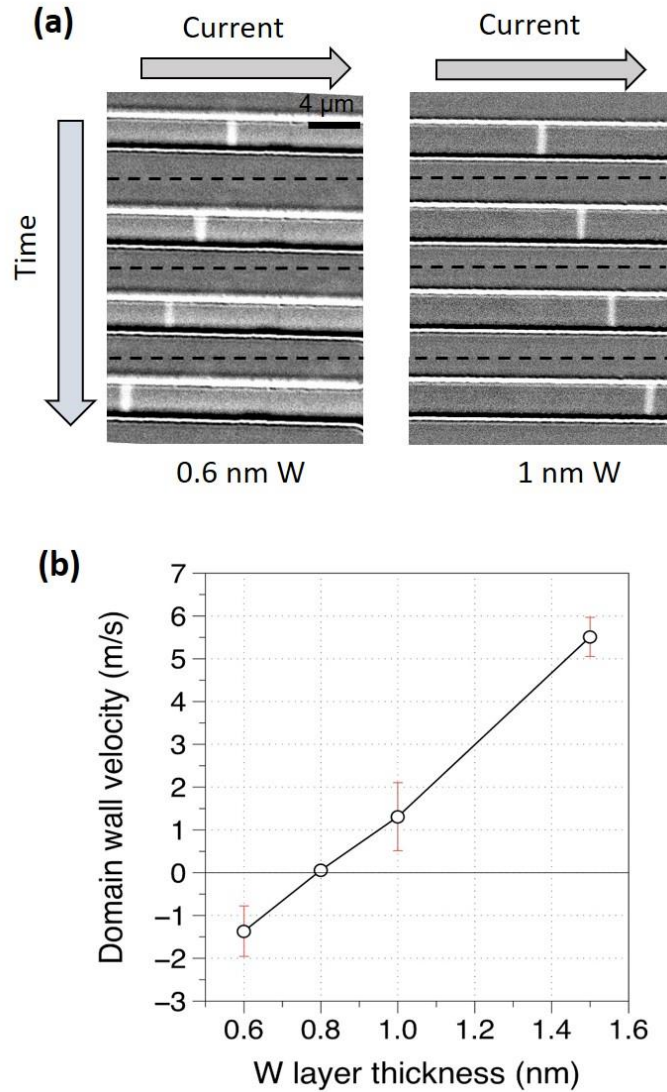 (a)
Current
Current
4 μm
Time
0.6 nm W
1 nm W
(b)
Domain wall velocity (m/s)
7
6
5
4
3
2
1
0
−1
−2
−3
0.6
0.8
1.0
1.2
1.4
1.6
W layer thickness (nm)